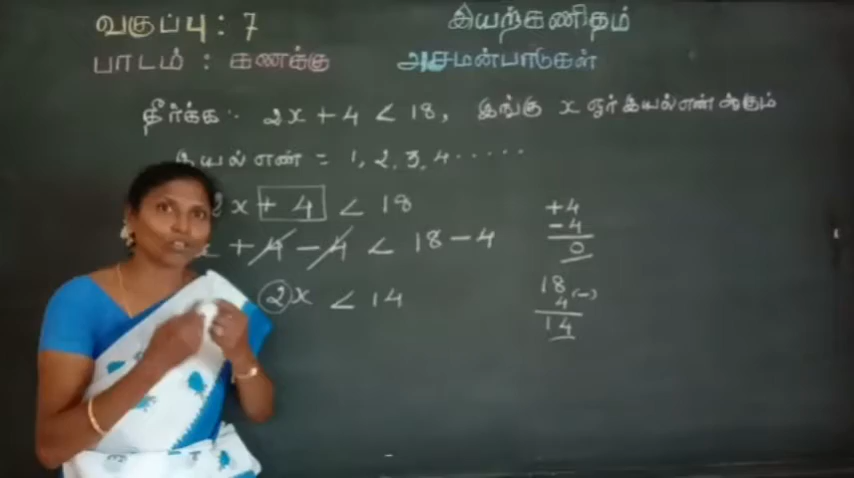 வகுப்பு : 7
இயற்கணிதம்
பாடம் : கணக்கு
அசமன்பாடுகள்
தீர்க்க :- 2x + 4 < 18, இங்கு x ஓர் இயல் எண் ஆகும்
இயல் எண் = 1, 2, 3, 4 .....
2x + 4 < 18
x + 4 - 4 < 18 - 4
2x < 14
+4
-4
0
18
4 (-)
14